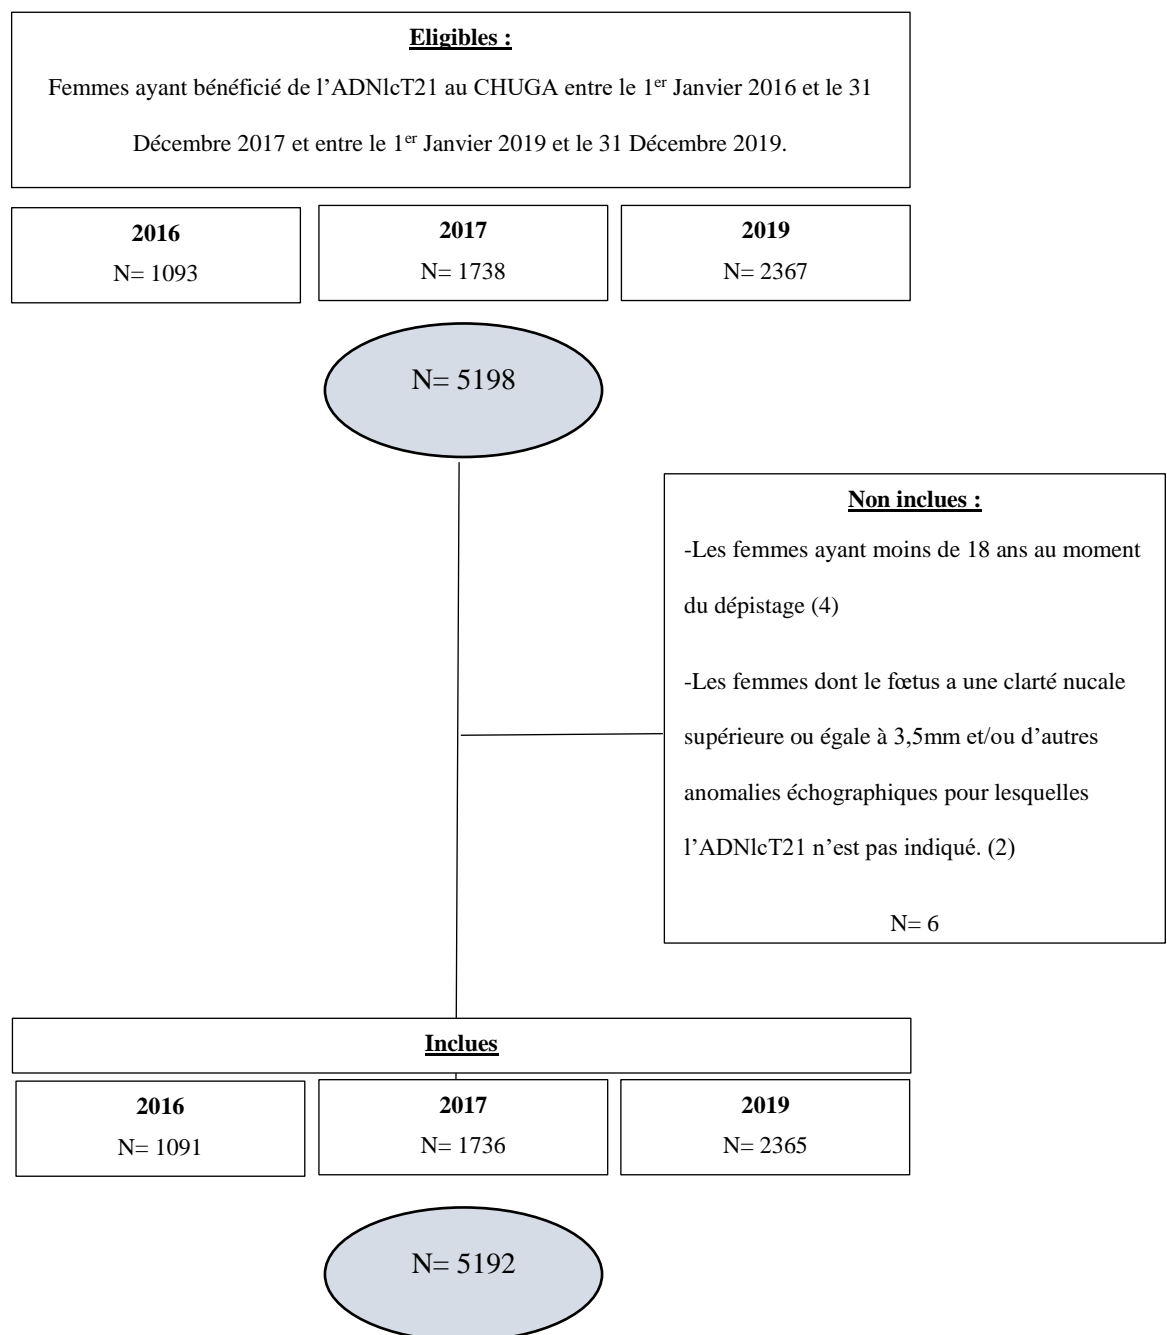 Eligibles :
Femmes ayant bénéficié de l'ADNlcT21 au CHUGA entre le 1er Janvier 2016 et le 31
Décembre 2017 et entre le 1er Janvier 2019 et le 31 Décembre 2019.
2016
N= 1093
2017
N= 1738
2019
N= 2367
N= 5198
Non inclues :
-Les femmes ayant moins de 18 ans au moment
du dépistage (4)
-Les femmes dont le fœtus a une clarté nucale
supérieure ou égale à 3,5mm et/ou d'autres
anomalies échographiques pour lesquelles
l'ADNlcT21 n'est pas indiqué. (2)
N= 6
Inclues
2016
N= 1091
2017
N= 1736
2019
N= 2365
N= 5192